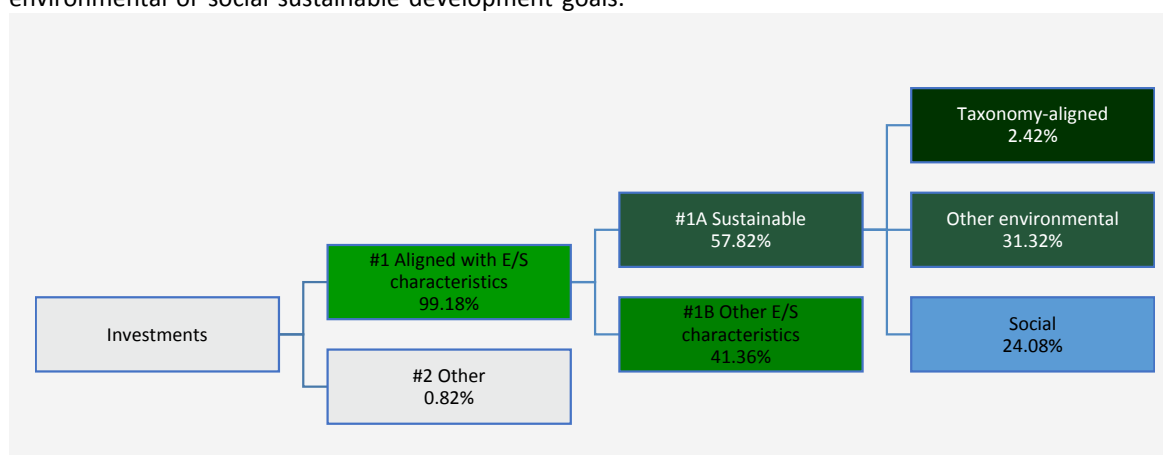 environmental or social sustainable development goals.
Taxonomy-aligned
2.42%
#1A Sustainable
57.82%
Other environmental
31.32%
#1 Aligned with E/S
characteristics
99.18%
Investments
#1B Other E/S
characteristics
41.36%
Social
24.08%
#2 Other
0.82%